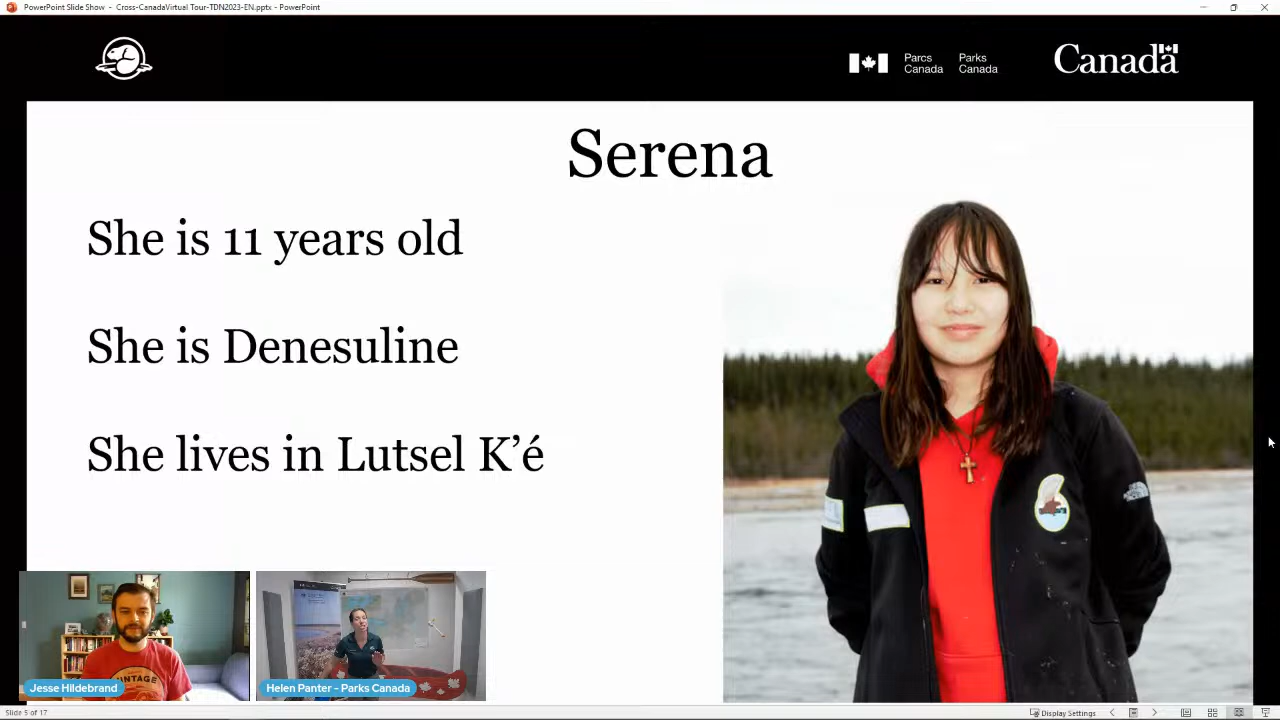 PowerPoint Slide Show - Cross-CanadaVirtual Tour-TDN2023-EN.pptx - PowerPoint
Parcs Canada
Parks Canada
Canada
Serena
She is 11 years old
She is Denesuline
She lives in Lutsel K’é
INTAGE
Jesse Hildebrand
Helen Panter - Parks Canada
Slide 5 of 17
Display Settings